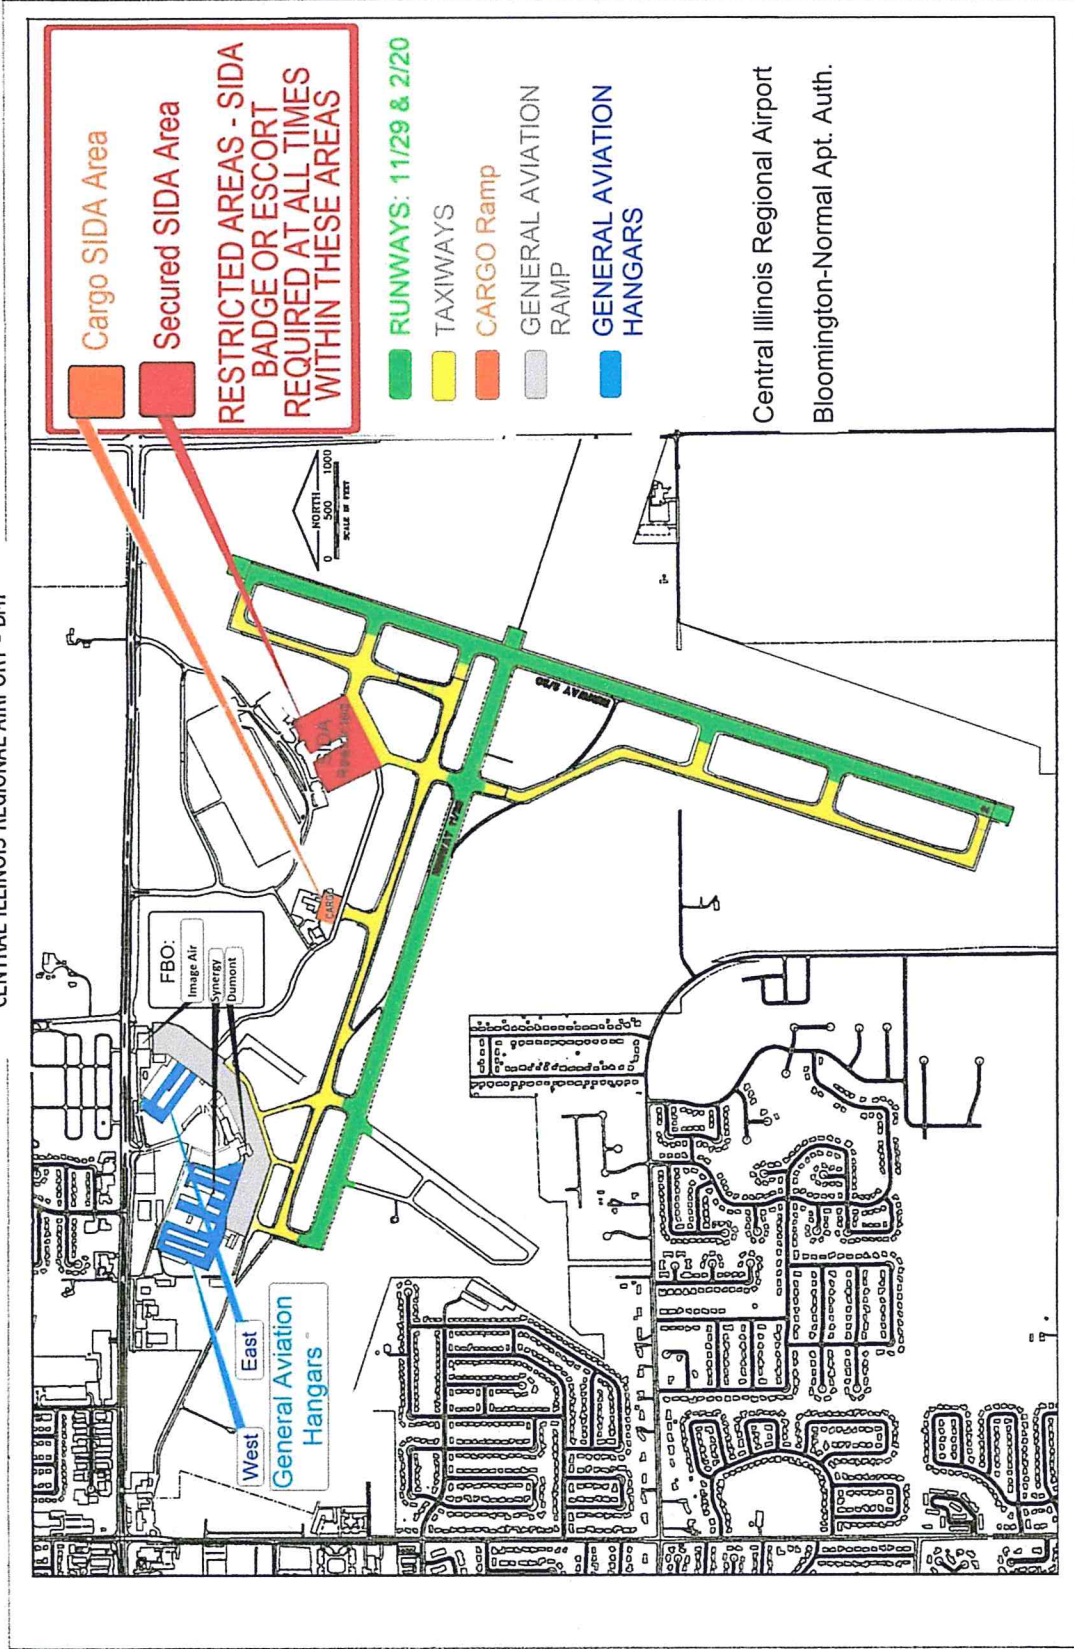 CENTRAL ILLINOIS REGIONAL AIRPORT - BMI
Cargo SIDA Area
Secured SIDA Area
RESTRICTED AREAS - SIDA
BADGE OR ESCORT
REQUIRED AT ALL TIMES
WITHIN THESE AREAS
RUNWAYS: 11/29 & 2/20
TAXIWAYS
CARGO Ramp
GENERAL AVIATION
RAMP
GENERAL AVIATION
HANGARS
Central Illinois Regional Airport
Bloomington-Normal Apt. Auth.
NORTH
0 500 1000
SCALE IN FEET
FBO:
Image Air
Synergy
Dumont
CARGO
SIDA
RUNWAY 11/29
RUNWAY 2/20
2
West
East
General Aviation
Hangars